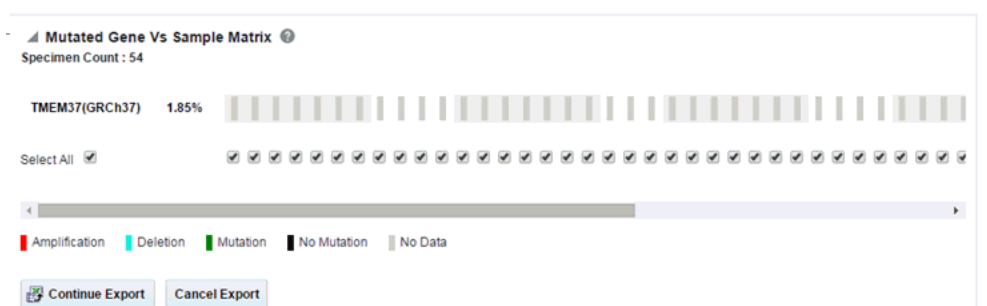 Mutated Gene Vs Sample Matrix
Specimen Count : 54
TMEM37(GRCh37) 1.85%
Select All
Amplification Deletion Mutation No Mutation No Data
Continue Export Cancel Export